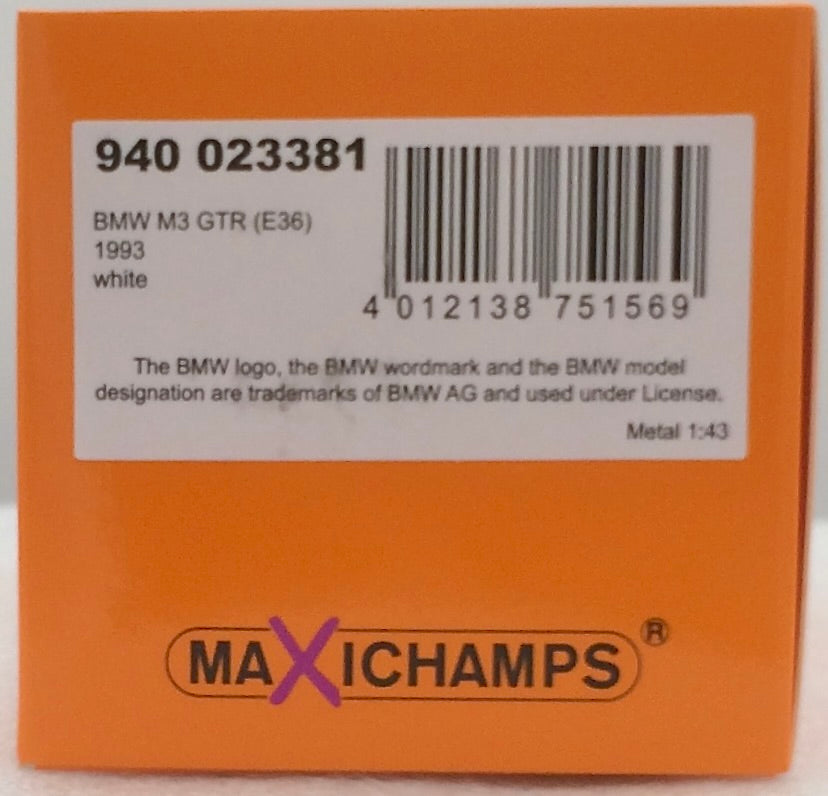 940 023381
BMW M3 GTR (E36)
1993
white
4 012138 751569
The BMW logo, the BMW wordmark and the BMW model
designation are trademarks of BMW AG and used under License.
Metal 1:43
MAXICHAMPS®